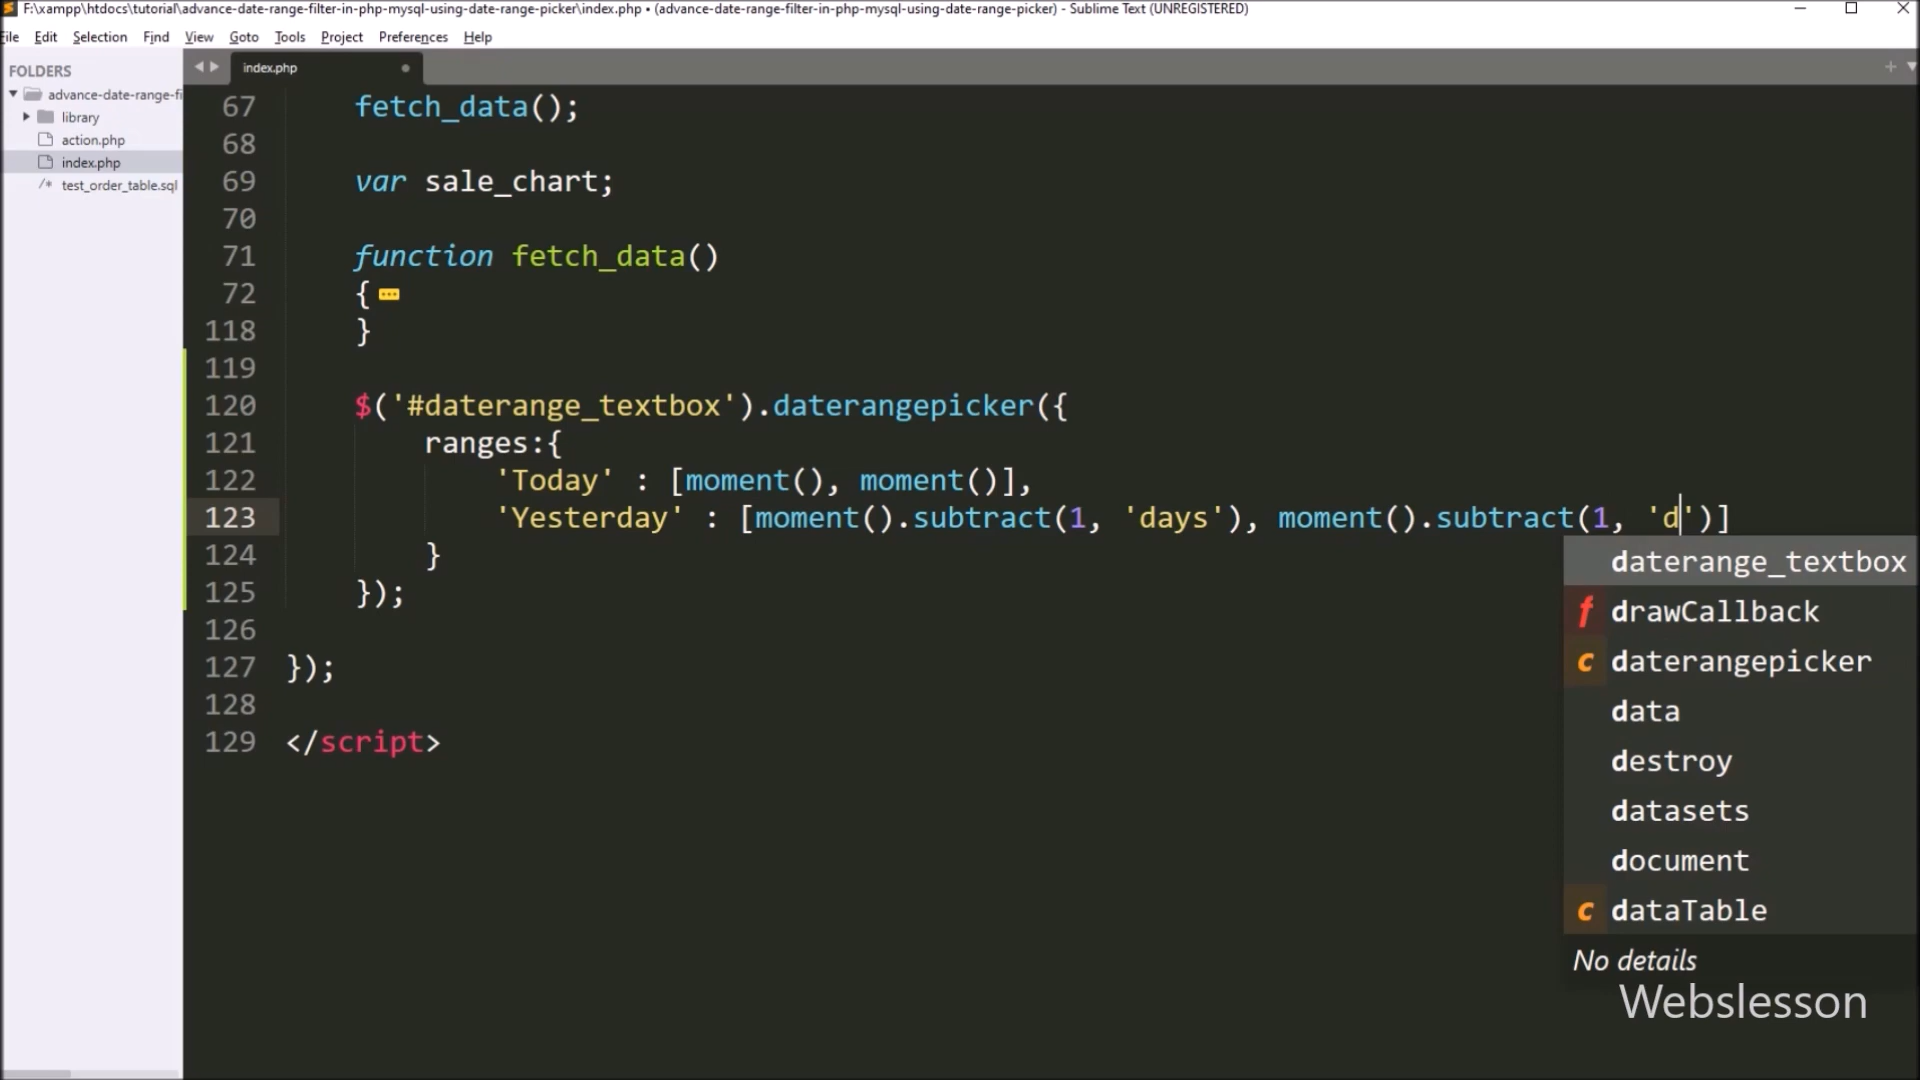 F:\xampp\htdocs\tutorial\advance-date-range-filter-in-php-mysql-using-date-range-picker\index.php • (advance-date-range-filter-in-php-mysql-using-date-range-picker) - Sublime Text (UNREGISTERED)
File Edit Selection Find View Goto Tools Project Preferences Help
FOLDERS
advance-date-range-fi
library
action.php
index.php
/* test_order_table.sql
index.php
67 fetch_data();
68
69 var sale_chart;
70
71 function fetch_data()
72 {
118 }
119
120 $('#daterange_textbox').daterangepicker({
121 ranges:{
122 'Today' : [moment(), moment()],
123 'Yesterday' : [moment().subtract(1, 'days'), moment().subtract(1, 'd')]
124 }
125 });
126
127 });
128
129 </script>
daterange_textbox
f drawCallback
c daterangepicker
data
destroy
datasets
document
c dataTable
No details
Webslesson